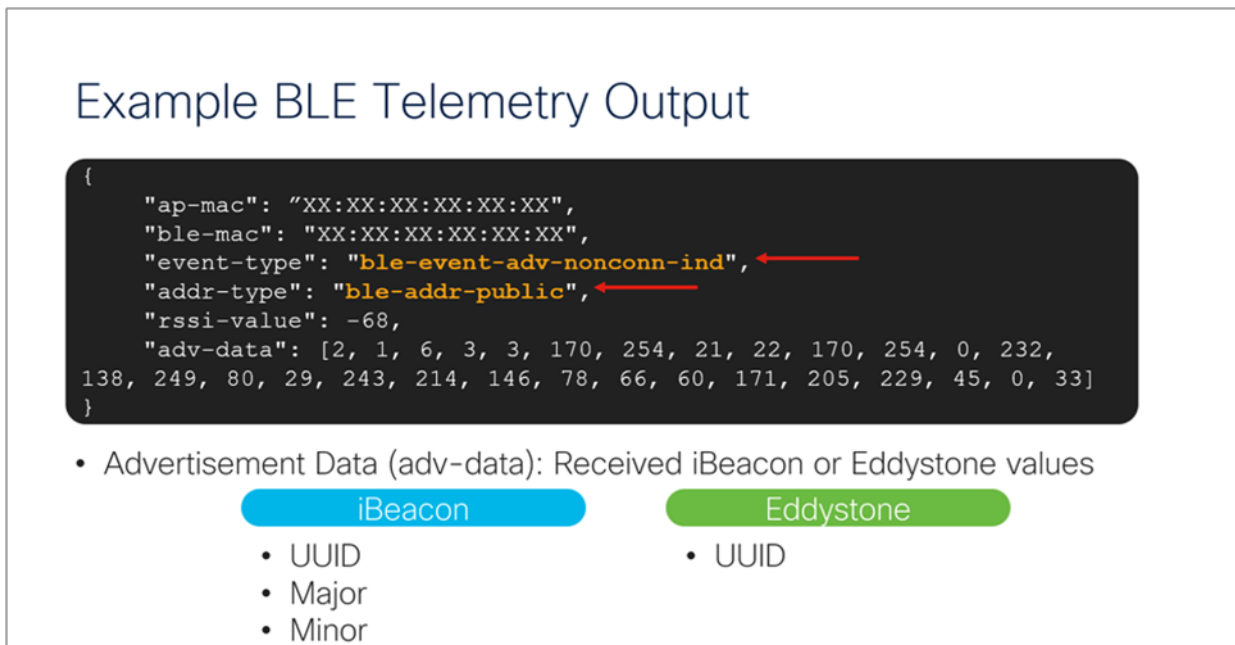 Example BLE Telemetry Output
{
"ap-mac": ”XX:XX:XX:XX:XX:XX",
"ble-mac": "XX:XX:XX:XX:XX:XX",
"event-type": "ble-event-adv-nonconn-ind",
"addr-type": "ble-addr-public",
"rssi-value": -68,
"adv-data": [2, 1, 6, 3, 3, 170, 254, 21, 22, 170, 254, 0, 232,
138, 249, 80, 29, 243, 214, 146, 78, 66, 60, 171, 205, 229, 45, 0, 33]
}
• Advertisement Data (adv-data): Received iBeacon or Eddystone values
iBeacon
• UUID
• Major
• Minor
Eddystone
• UUID